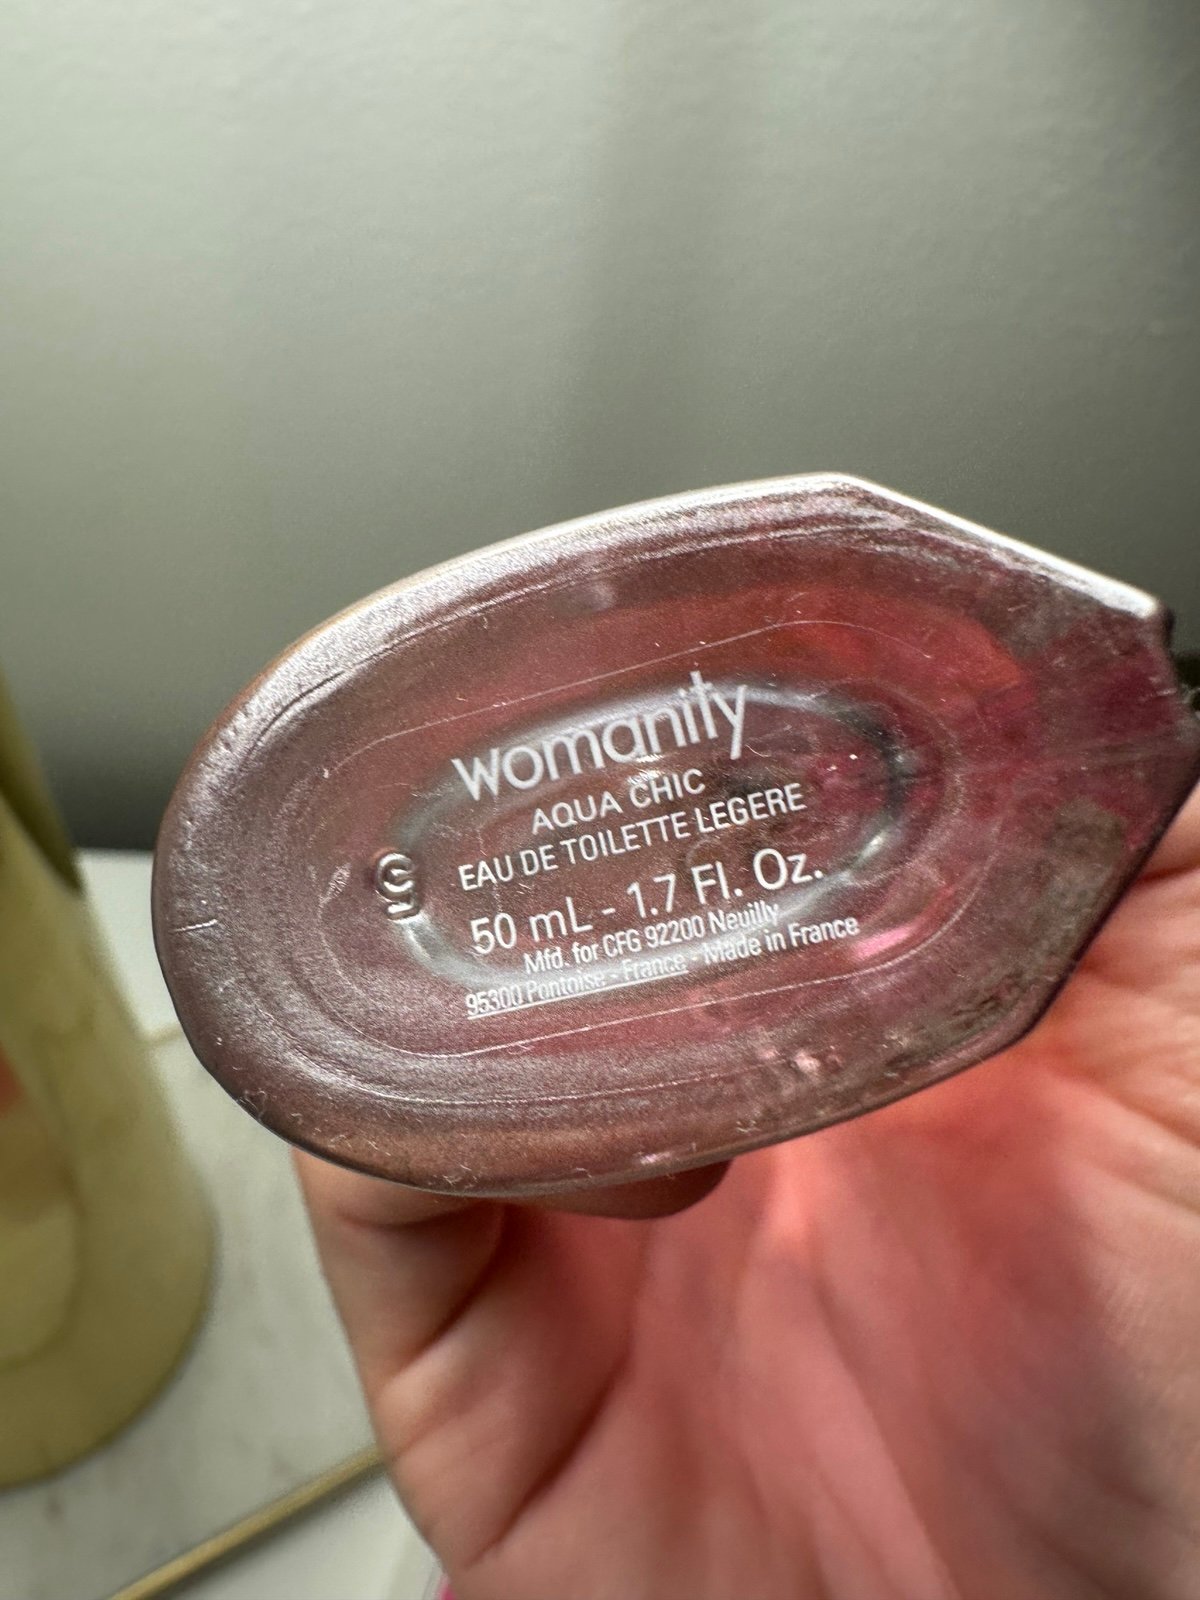 womanity
AQUA CHIC
EAU DE TOILETTE LEGERE
50 mL - 1.7 Fl. Oz.
Mfd. for CFG 92200 Neuilly
95300 Pontoise - France - Made in France